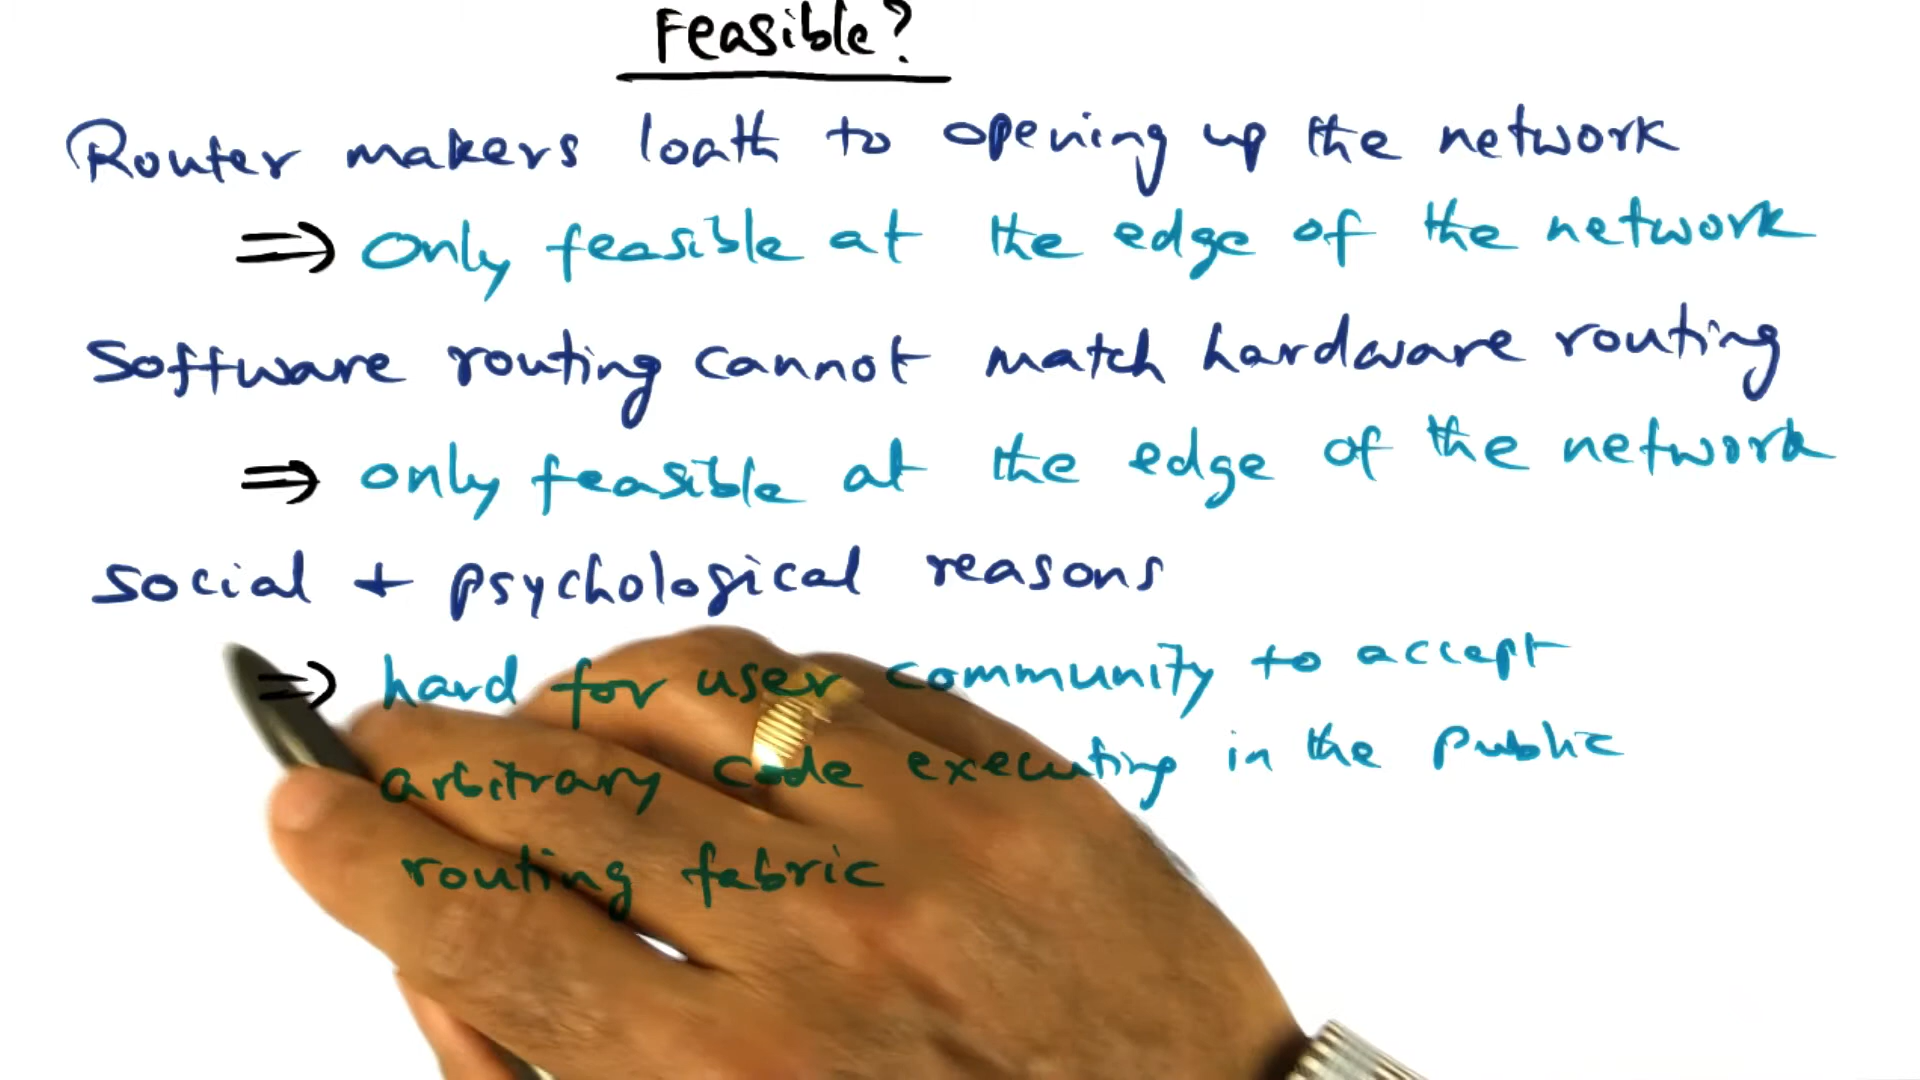 Feasible?
Router makers loath to opening up the network
⇒ Only feasible at the edge of the network
Software routing cannot match hardware routing
⇒ only feasible at the edge of the network
Social + psychological reasons
⇒ hard for user community to accept
arbitrary code executing in the public
routing fabric